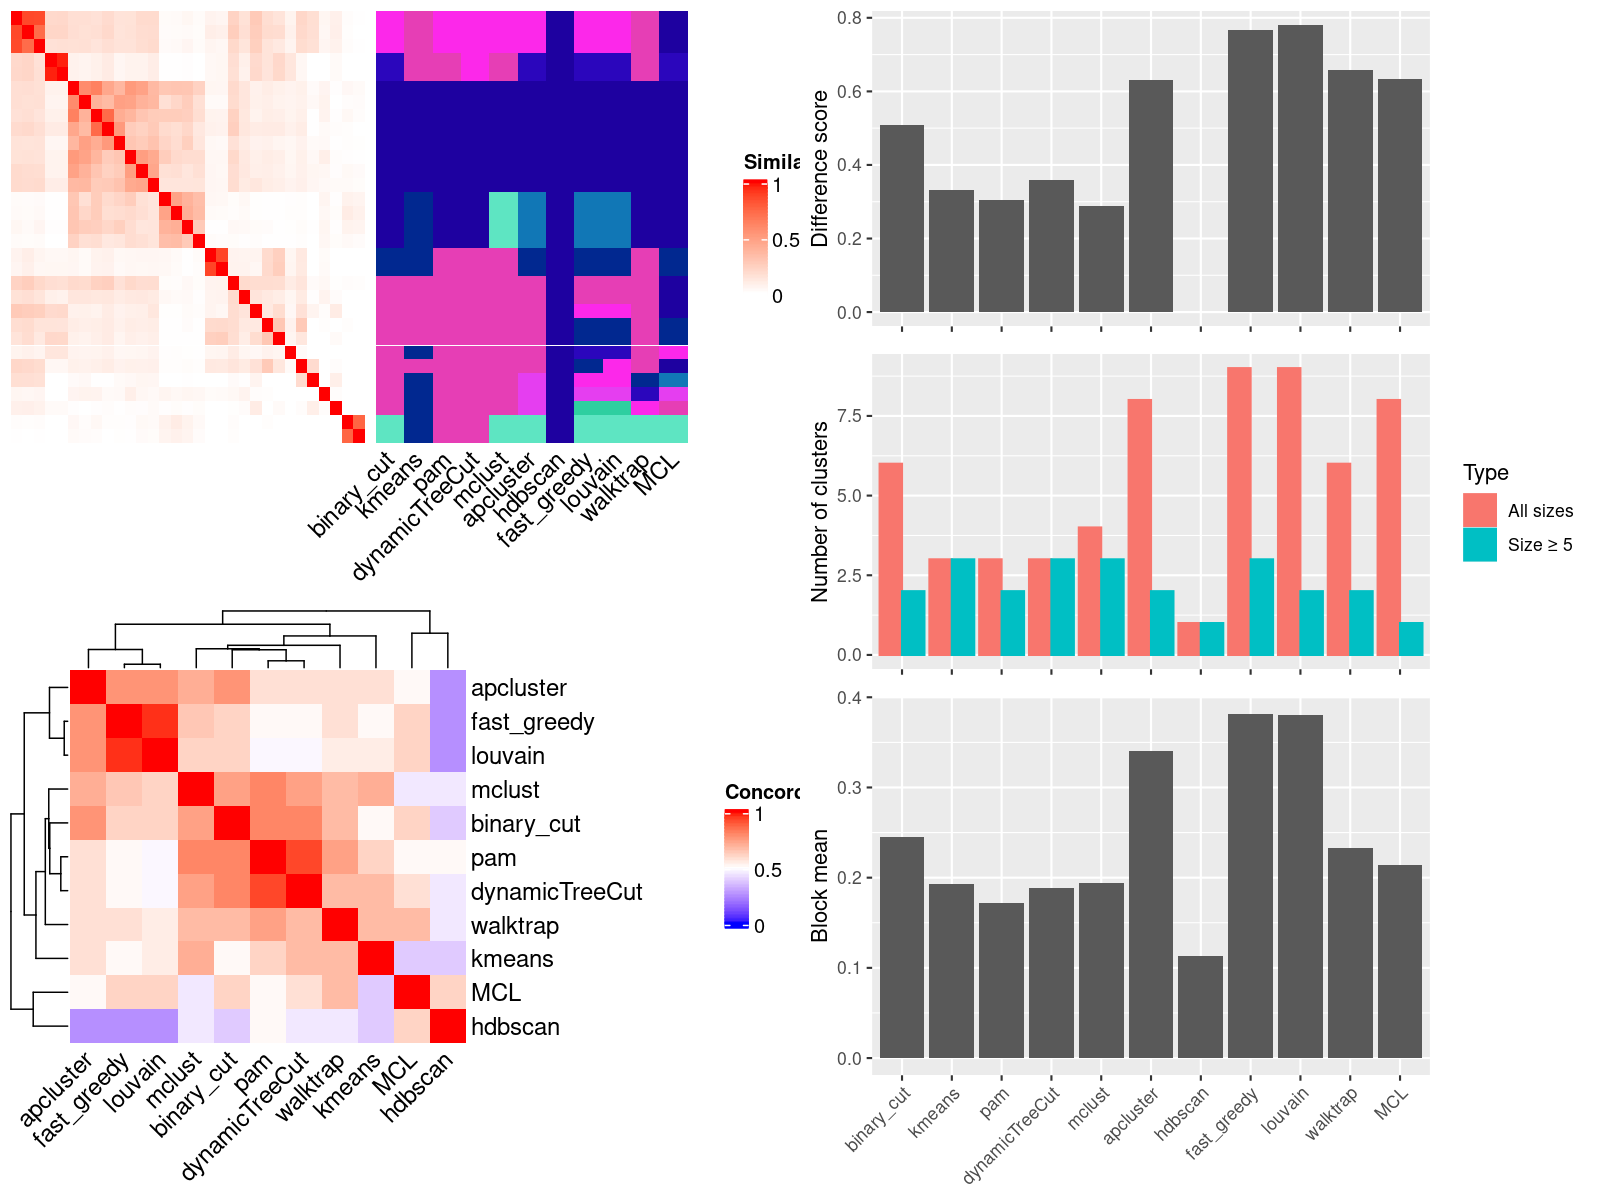 Simila
1
0.5
0
binary_cut
kmeans
pam
dynamicTreeCut
mclust
apcluster
hdbscan
fast_greedy
louvain
walktrap
MCL
apcluster
fast_greedy
louvain
mclust
binary_cut
pam
dynamicTreeCut
walktrap
kmeans
MCL
hdbscan
Concord
1
0.5
0
apcluster
fast_greedy
louvain
mclust
binary_cut
pam
dynamicTreeCut
walktrap
kmeans
MCL
hdbscan
Difference score
0.8
0.6
0.4
0.2
0.0
Number of clusters
7.5
5.0
2.5
0.0
Type
All sizes
Size ≥ 5
Block mean
0.4
0.3
0.2
0.1
0.0
binary_cut
kmeans
pam
dynamicTreeCut
mclust
apcluster
hdbscan
fast_greedy
louvain
walktrap
MCL